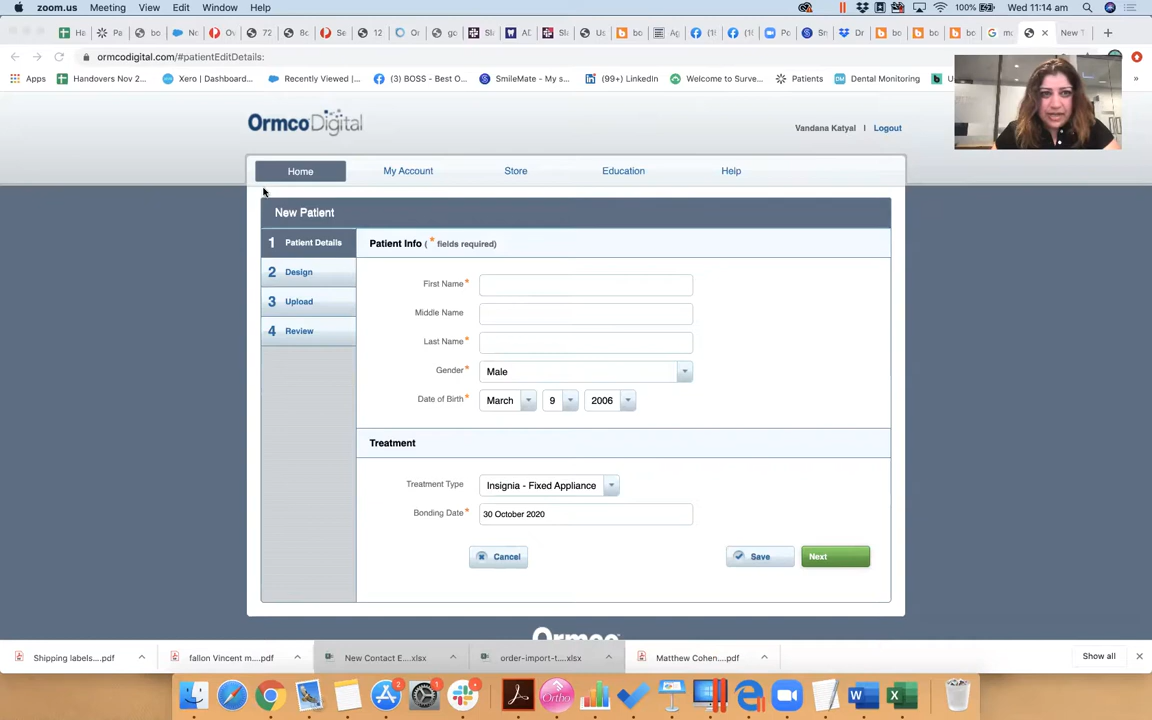 zoom.us Meeting View Edit Window Help 100% Wed 11:14 am
New T
ormcodigital.com/#patientEditDetails:
Apps Handovers Nov 2... Xero | Dashboard... Recently Viewed |... (3) BOSS - Best O... SmileMate - My s... (99+) LinkedIn Welcome to Surve... Patients Dental Monitoring
OrmcoDigital
Vandana Katyal | Logout
Home My Account Store Education Help
New Patient
1 Patient Details
Patient Info ( * fields required)
2 Design
3 Upload
4 Review
First Name*
Middle Name
Last Name*
Gender* Male
Date of Birth* March 9 2006
Treatment
Treatment Type Insignia - Fixed Appliance
Bonding Date* 30 October 2020
Cancel Save Next
Ormco
Shipping labels....pdf fallon Vincent m....pdf New Contact E....xlsx order-import-t....xlsx Matthew Cohen....pdf Show all